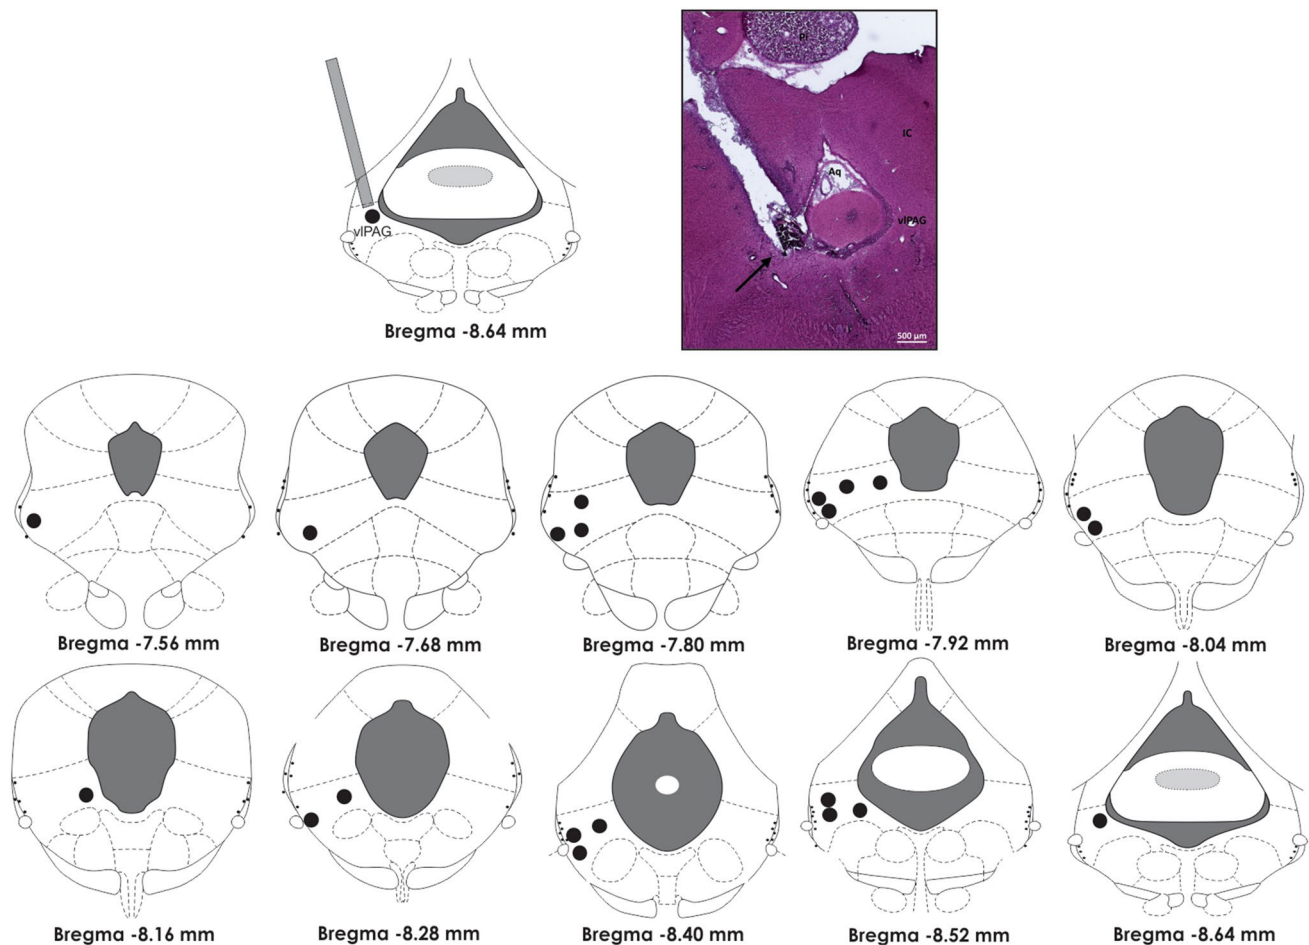 vlPAG
Bregma -8.64 mm
Pi
IC
Aq
vlPAG
500 µm
Bregma -7.56 mm
Bregma -7.68 mm
Bregma -7.80 mm
Bregma -7.92 mm
Bregma -8.04 mm
Bregma -8.16 mm
Bregma -8.28 mm
Bregma -8.40 mm
Bregma -8.52 mm
Bregma -8.64 mm